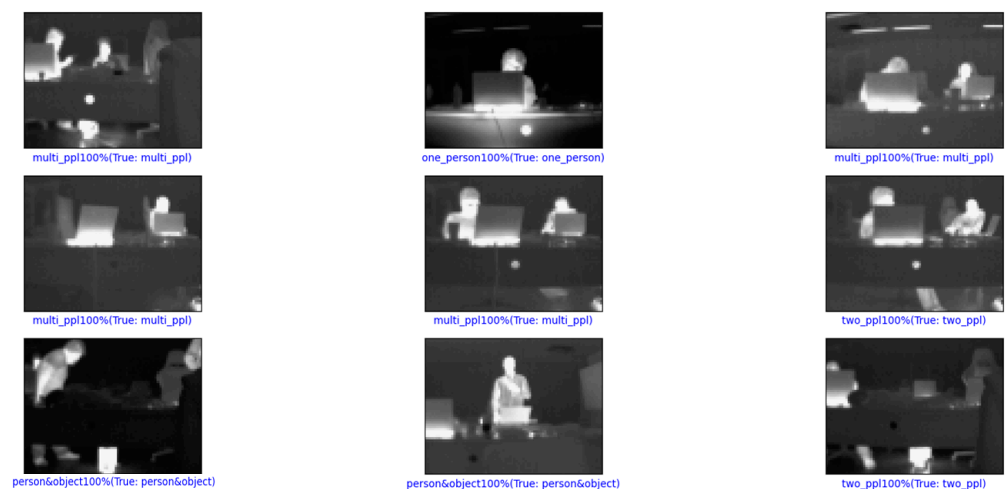 multi_ppl100%(True: multi_ppl)
one_person100%(True: one_person)
multi_ppl100%(True: multi_ppl)
multi_ppl100%(True: multi_ppl)
multi_ppl100%(True: multi_ppl)
two_ppl100%(True: two_ppl)
person&object100%(True: person&object)
person&object100%(True: person&object)
two_ppl100%(True: two_ppl)